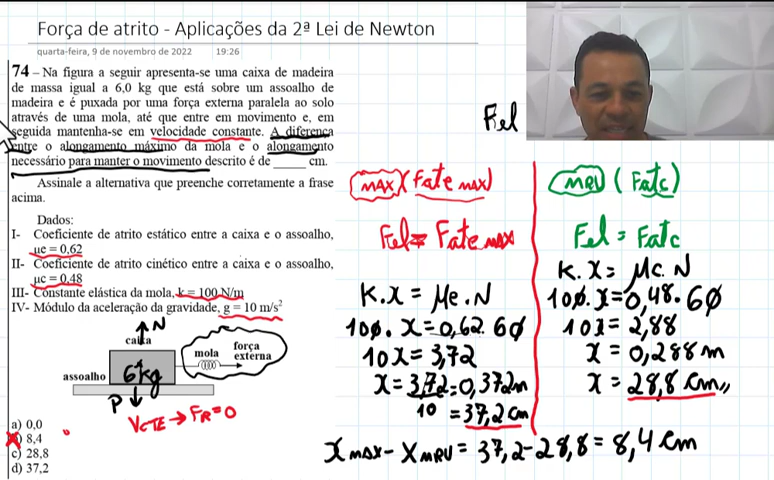 Força de atrito - Aplicações da 2ª Lei de Newton
quarta-feira, 9 de novembro de 2022 19:26
74 – Na figura a seguir apresenta-se uma caixa de madeira
de massa igual a 6,0 kg que está sobre um assoalho de
madeira e é puxada por uma força externa paralela ao solo
através de uma mola, até que entre em movimento e, em
seguida mantenha-se em velocidade constante. A diferença
entre o alongamento máximo da mola e o alongamento
necessário para manter o movimento descrito é de ______ cm.
Assinale a alternativa que preenche corretamente a frase
acima.
Dados:
I- Coeficiente de atrito estático entre a caixa e o assoalho,
μe = 0,62
II- Coeficiente de atrito cinético entre a caixa e o assoalho,
μc = 0,48
III- Constante elástica da mola, k = 100 N/m
IV- Módulo da aceleração da gravidade, g = 10 m/s²
N
caixa
6kg
mola
força
externa
assoalho
P
VCTE → FR=0
a) 0,0
b) 8,4
c) 28,8
d) 37,2
Fel
MAX (Fate MAX)
Fel = Fate MAX
K.X = μe.N
100.X=0,62.60
10X=3,72
X=3,72=0,372m
10 =37,2cm
MRU (Fatc)
Fel = Fatc
K.X = μc.N
100.X=0,48.60
10X=2,88
X=0,288m
X=28,8cm,,
XMAX-XMRU=37,2-28,8=8,4cm